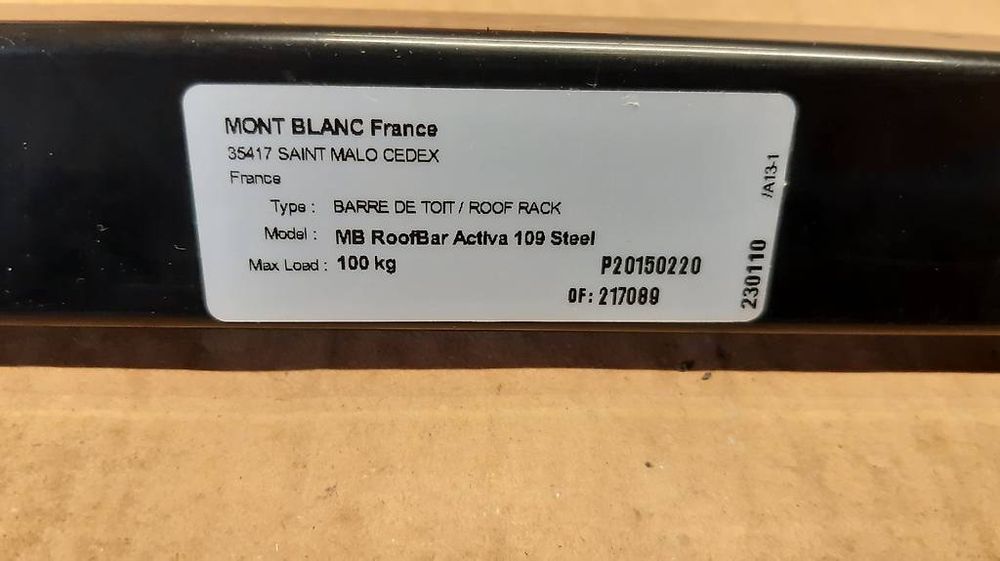 MONT BLANC France
35417 SAINT MALO CEDEX
France
Type : BARRE DE TOIT / ROOF RACK
Model : MB RoofBar Activa 109 Steel
Max Load : 100 kg
P20150220
OF: 217089
230110
/A13-1